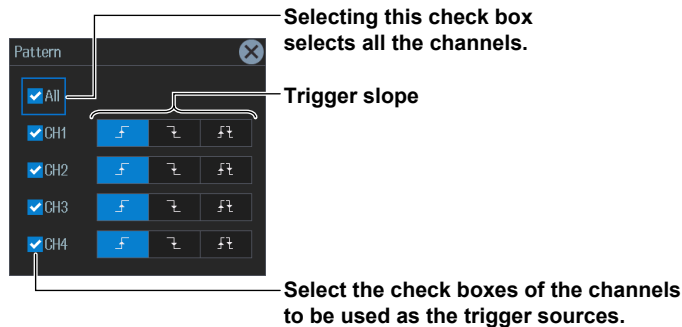 Selecting this check box
selects all the channels.
Pattern
All
Trigger slope
CH1
CH2
CH3
CH4
Select the check boxes of the channels
to be used as the trigger sources.